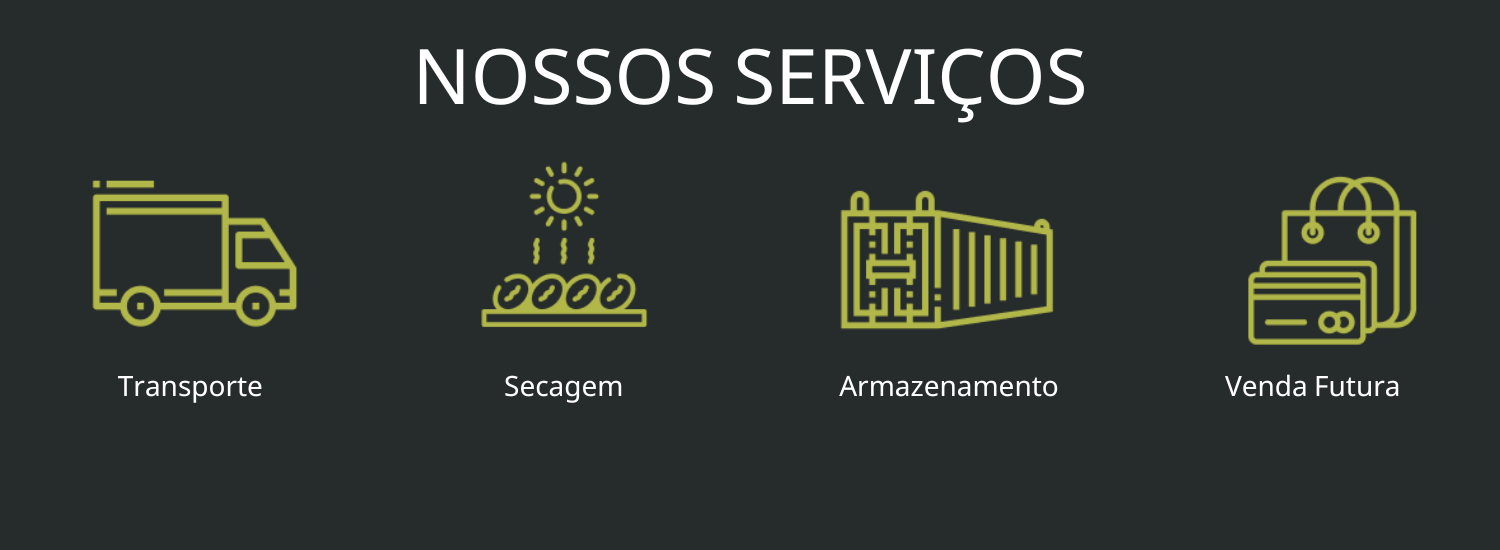 NOSSOS SERVIÇOS
Transporte
Secagem
Armazenamento
Venda Futura